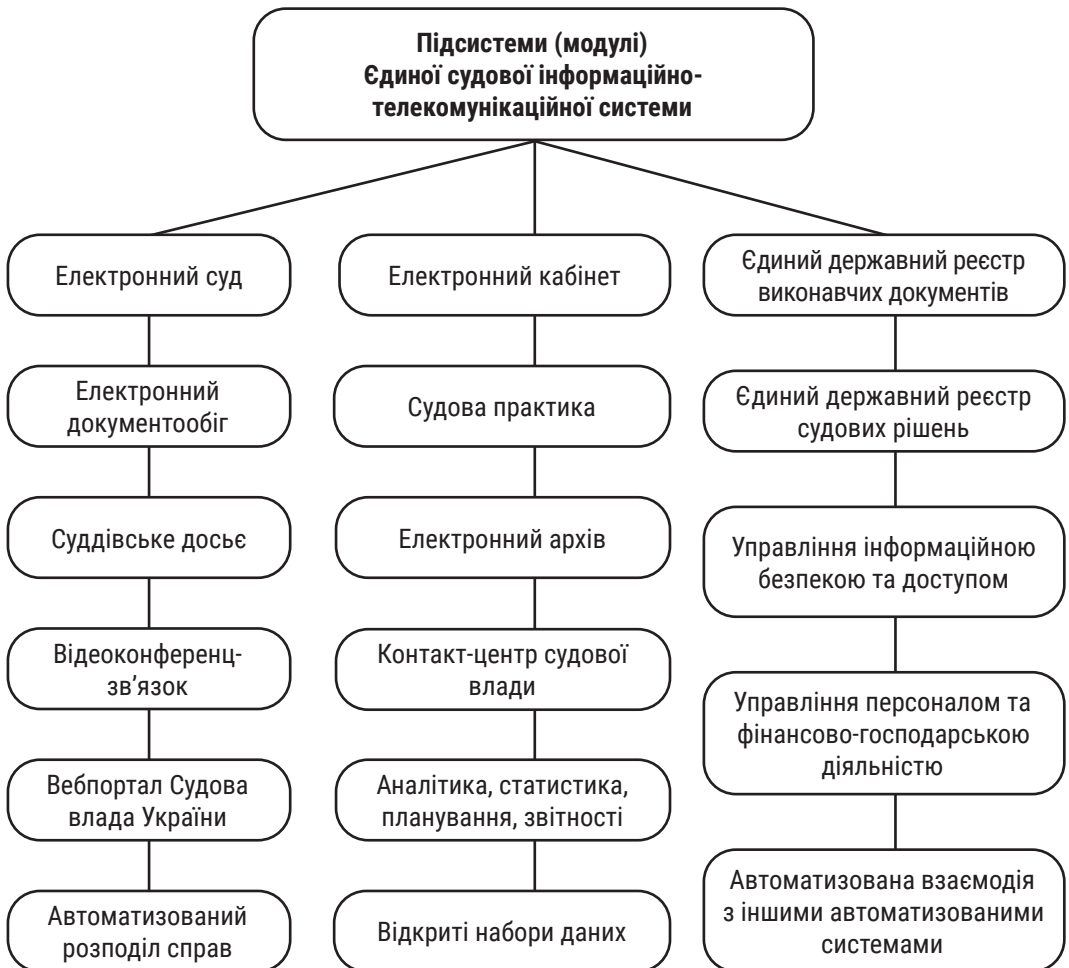 Підсистеми (модулі)
Єдиної судової інформаційно-
телекомунікаційної системи
Електронний суд
Електронний
документообіг
Суддівське досьє
Відеоконференц-
зв’язок
Вебпортал Судова
влада України
Автоматизований
розподіл справ
Електронний кабінет
Судова практика
Електронний архів
Контакт-центр судової
влади
Аналітика, статистика,
планування, звітності
Відкриті набори даних
Єдиний державний реєстр
виконавчих документів
Єдиний державний реєстр
судових рішень
Управління інформаційною
безпекою та доступом
Управління персоналом та
фінансово-господарською
діяльністю
Автоматизована взаємодія
з іншими автоматизованими
системами